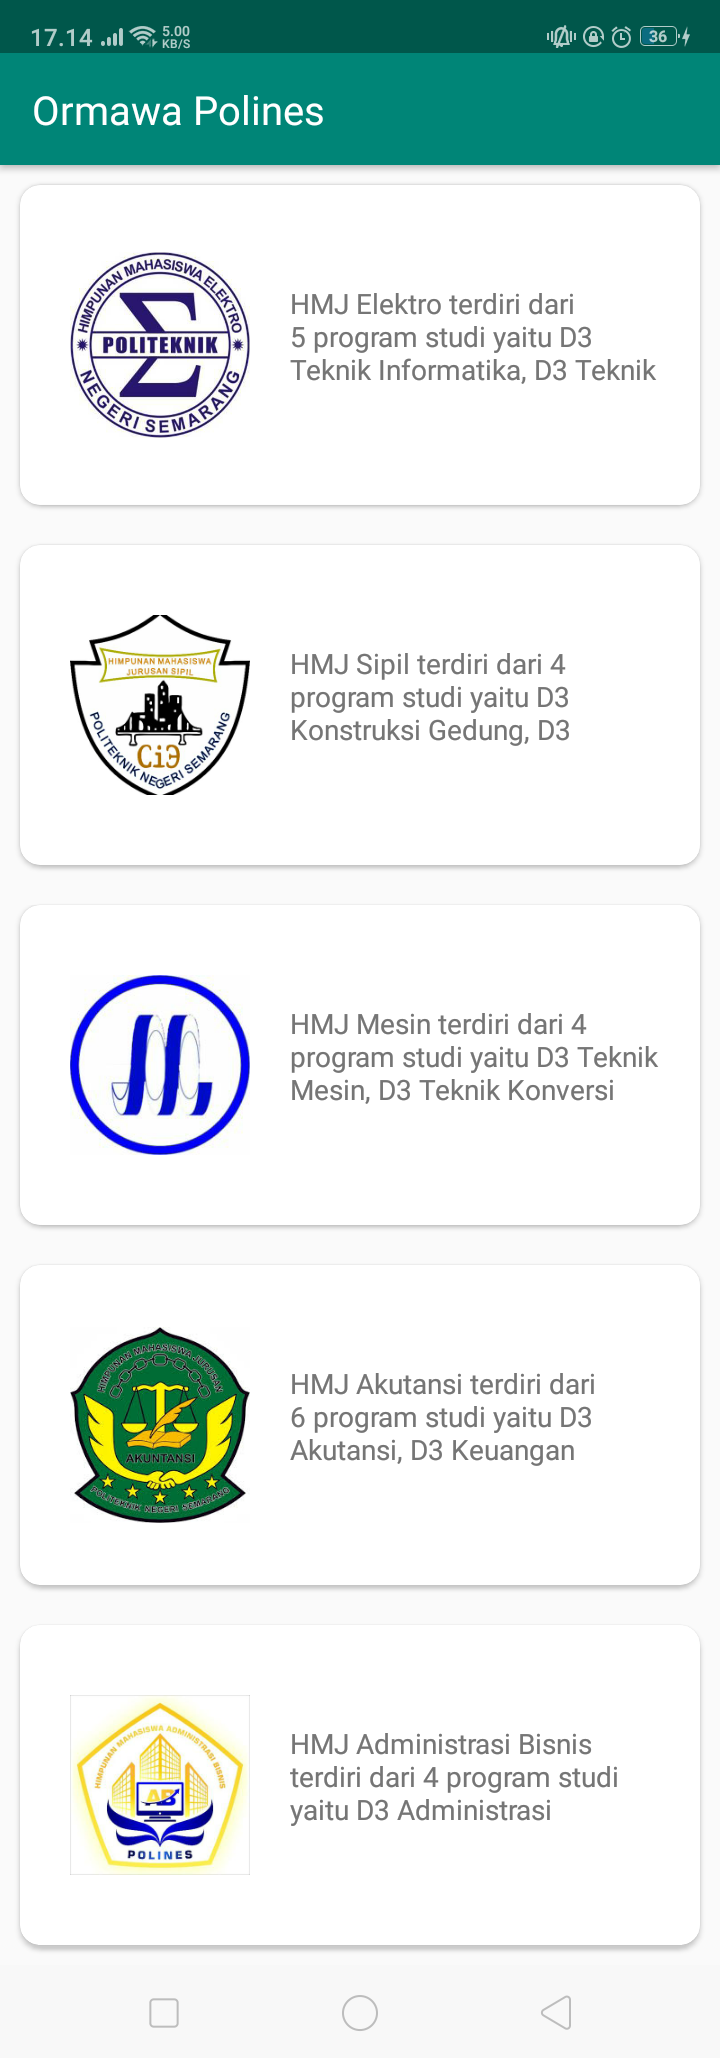 17.14
5.00
KB/S
36
Ormawa Polines
HIMPUNAN MAHASISWA ELEKTRO
POLITEKNIK
NEGERI SEMARANG
HMJ Elektro terdiri dari
5 program studi yaitu D3
Teknik Informatika, D3 Teknik
HIMPUNAN MAHASISWA
JURUSAN SIPIL
POLITEKNIK NEGERI SEMARANG
HMJ Sipil terdiri dari 4
program studi yaitu D3
Konstruksi Gedung, D3
HMJ Mesin terdiri dari 4
program studi yaitu D3 Teknik
Mesin, D3 Teknik Konversi
HIMPUNAN MAHASISWA JURUSAN
AKUNTANSI
POLITEKNIK NEGERI SEMARANG
HMJ Akutansi terdiri dari
6 program studi yaitu D3
Akutansi, D3 Keuangan
HIMPUNAN MAHASISWA ADMINISTRASI BISNIS
AB
POLINES
HMJ Administrasi Bisnis
terdiri dari 4 program studi
yaitu D3 Administrasi